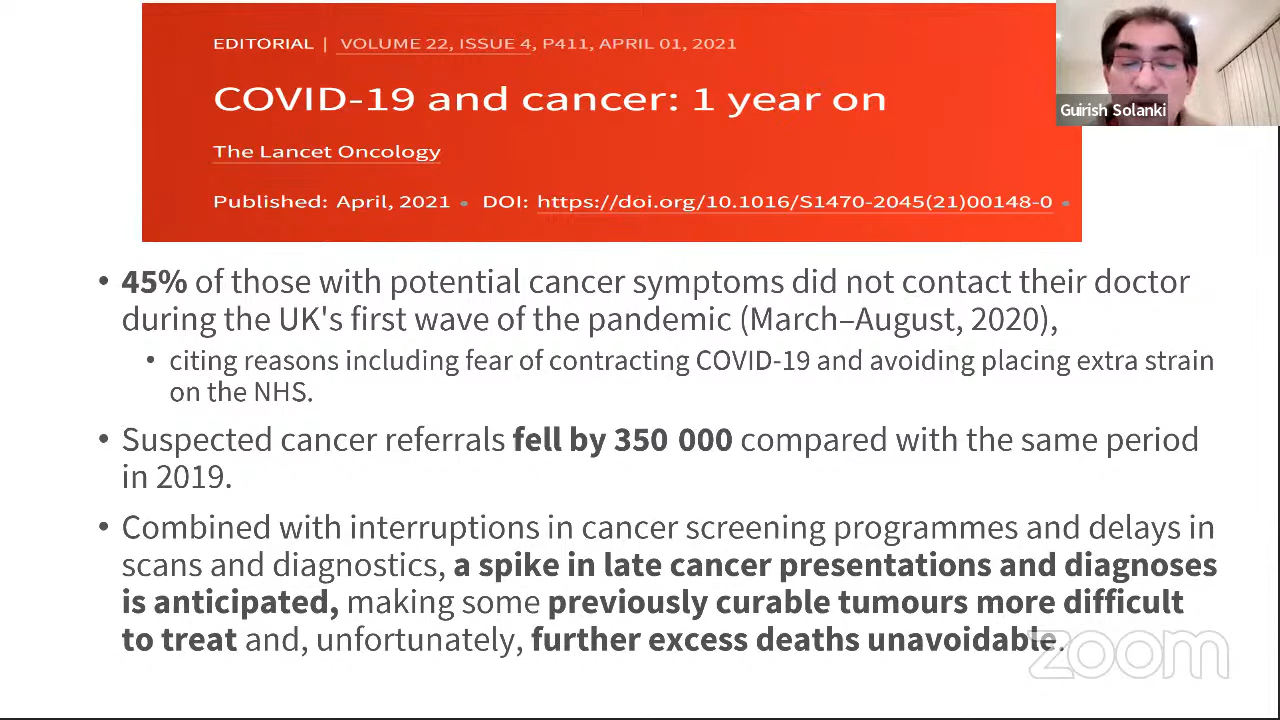 EDITORIAL | VOLUME 22, ISSUE 4, P411, APRIL 01, 2021
COVID-19 and cancer: 1 year on
Guirish Solanki
The Lancet Oncology
Published: April, 2021 • DOI: https://doi.org/10.1016/S1470-2045(21)00148-0 •
• 45% of those with potential cancer symptoms did not contact their doctor
during the UK's first wave of the pandemic (March–August, 2020),
• citing reasons including fear of contracting COVID-19 and avoiding placing extra strain
on the NHS.
• Suspected cancer referrals fell by 350 000 compared with the same period
in 2019.
• Combined with interruptions in cancer screening programmes and delays in
scans and diagnostics, a spike in late cancer presentations and diagnoses
is anticipated, making some previously curable tumours more difficult
to treat and, unfortunately, further excess deaths unavoidable.
zoom